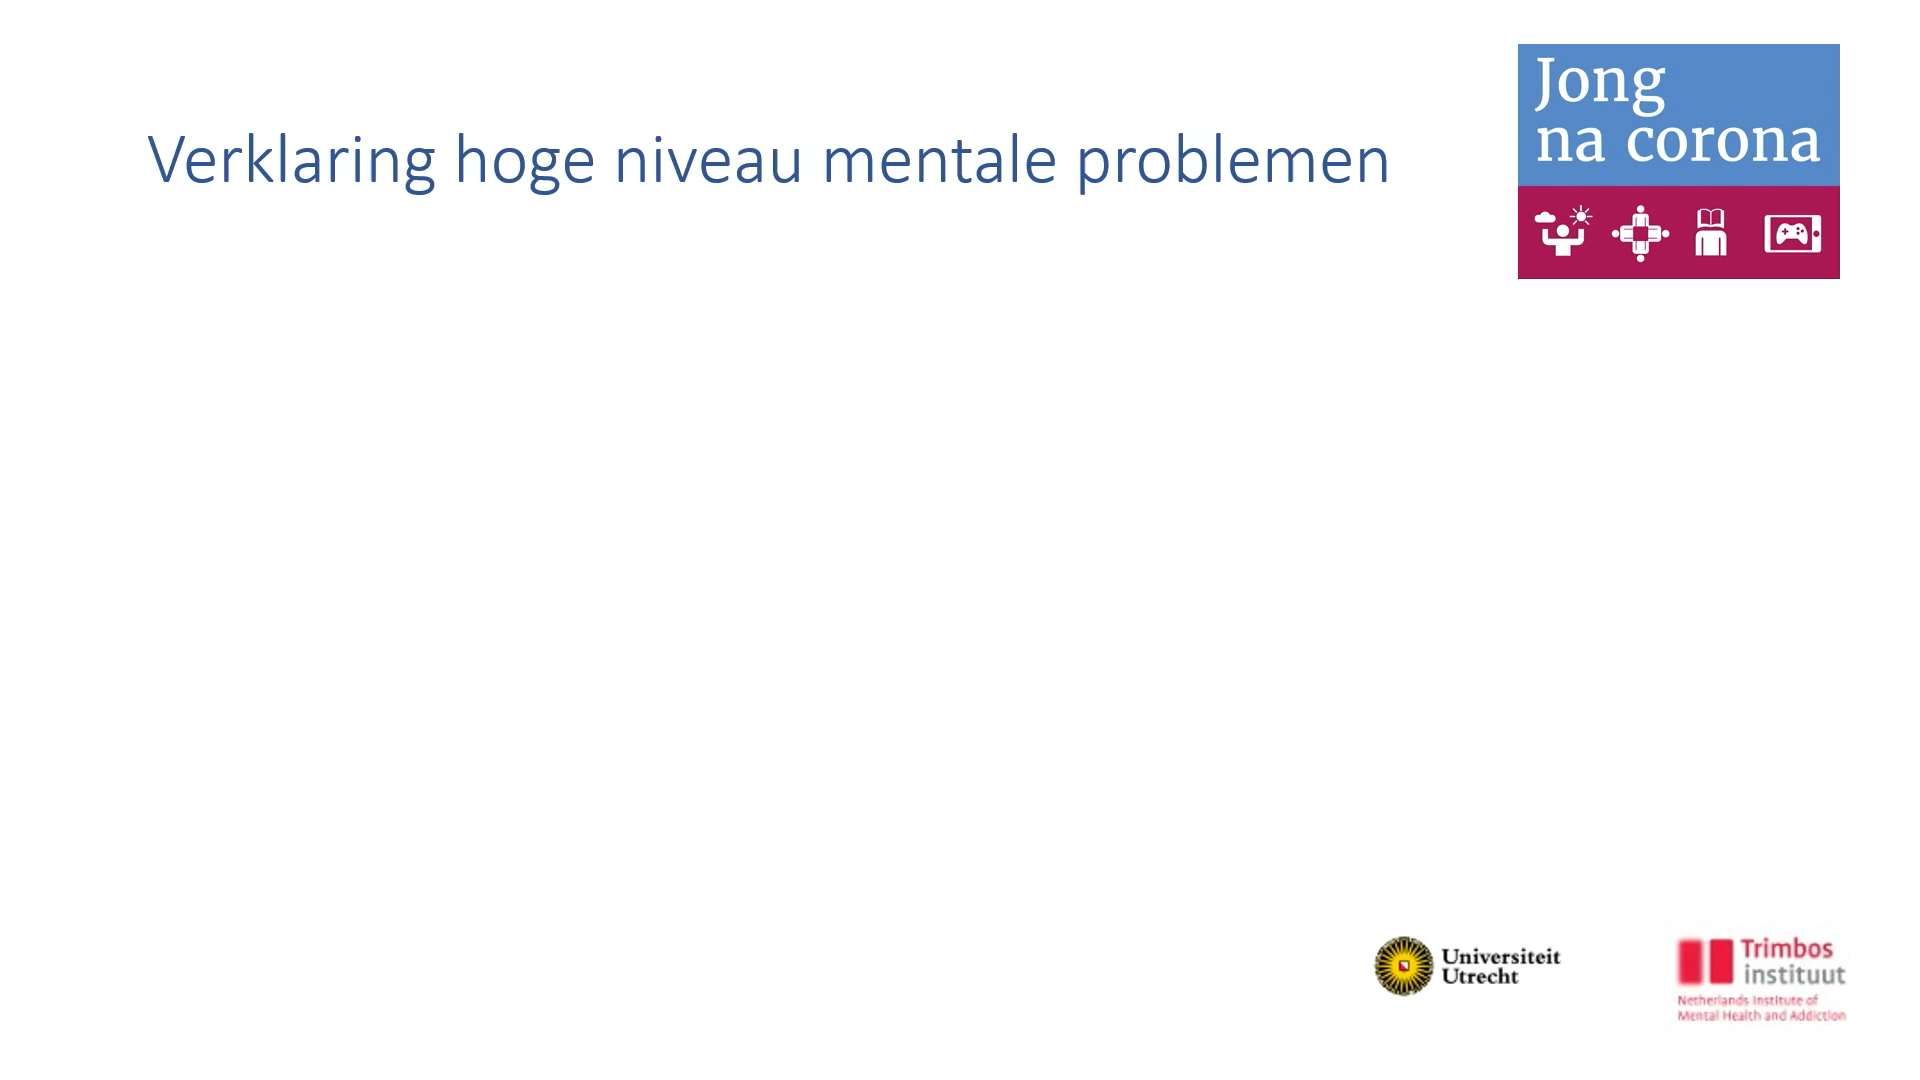 Verklaring hoge niveau mentale problemen
Jong
na corona
Universiteit
Utrecht
Trimbos
instituut
Netherlands Institute of
Mental Health and Addiction